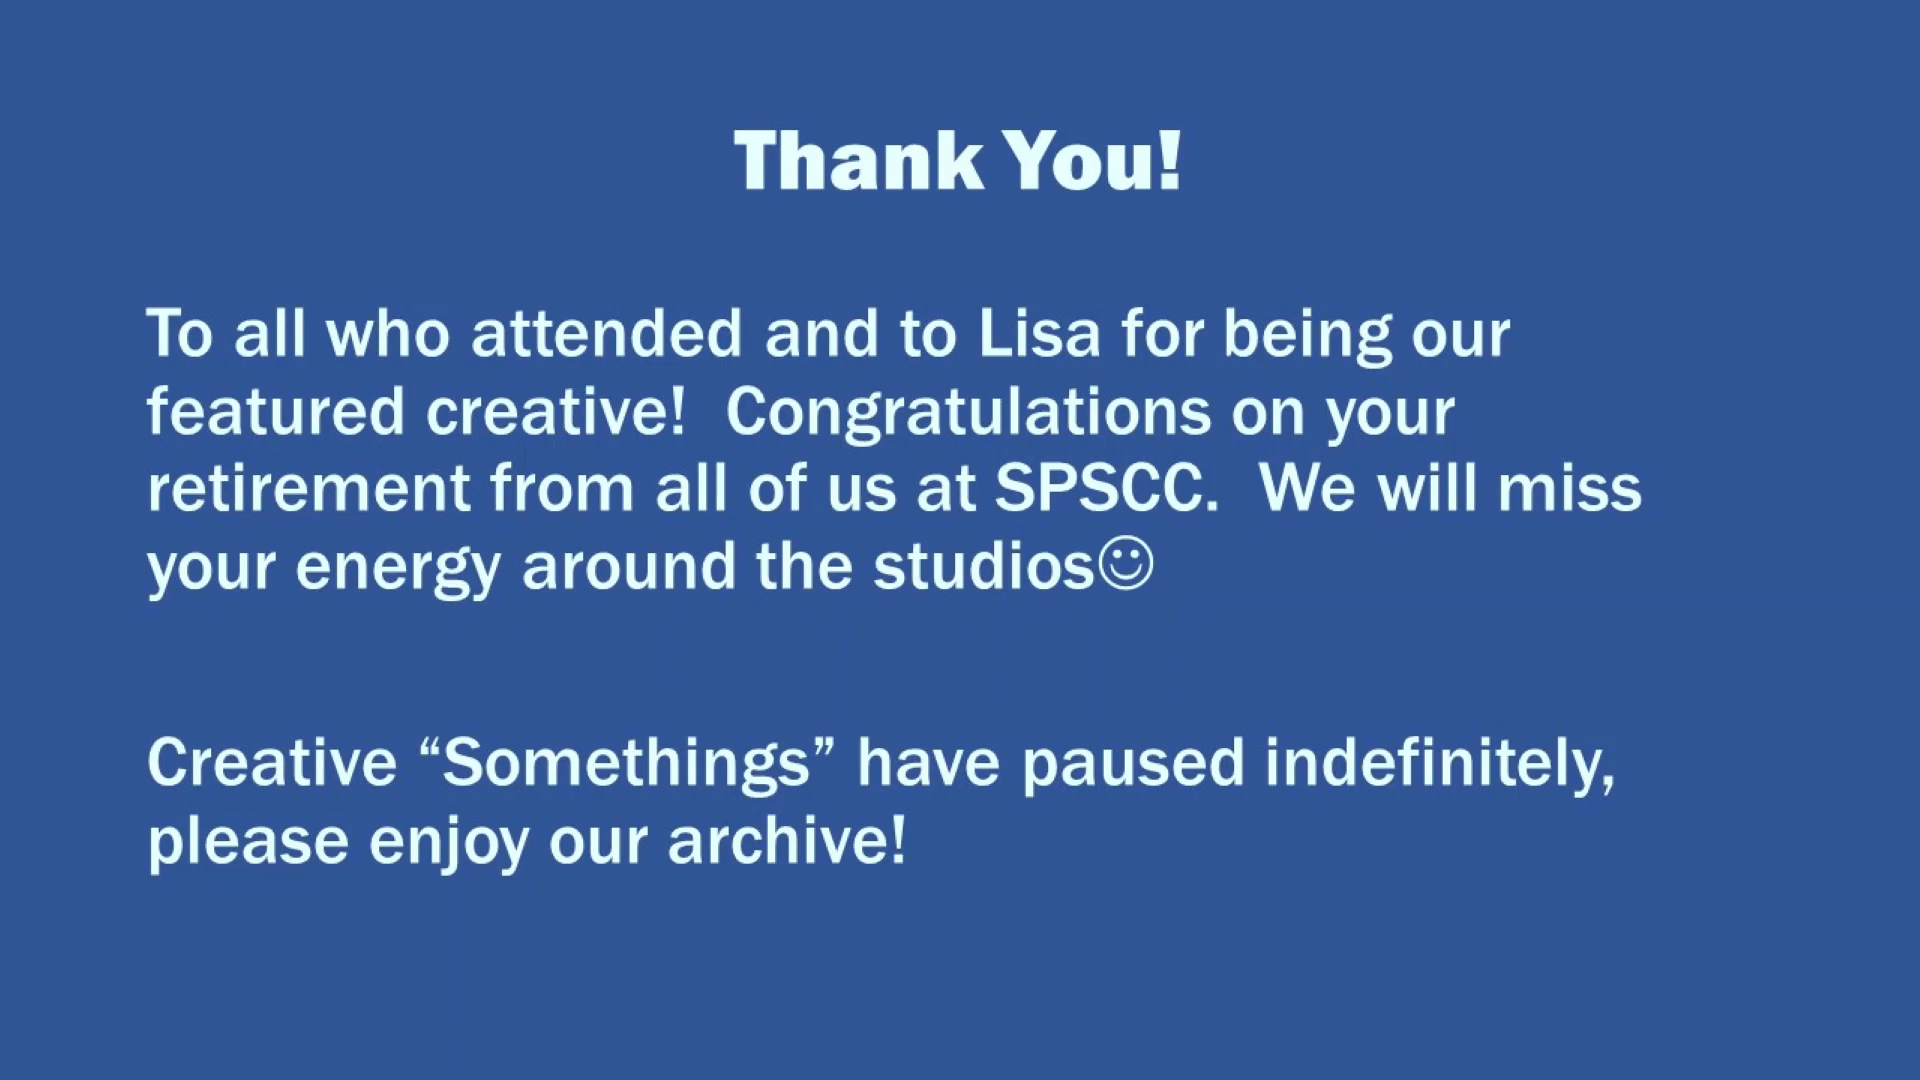 Thank You!
To all who attended and to Lisa for being our
featured creative!  Congratulations on your
retirement from all of us at SPSCC.  We will miss
your energy around the studios☺
Creative “Somethings” have paused indefinitely,
please enjoy our archive!